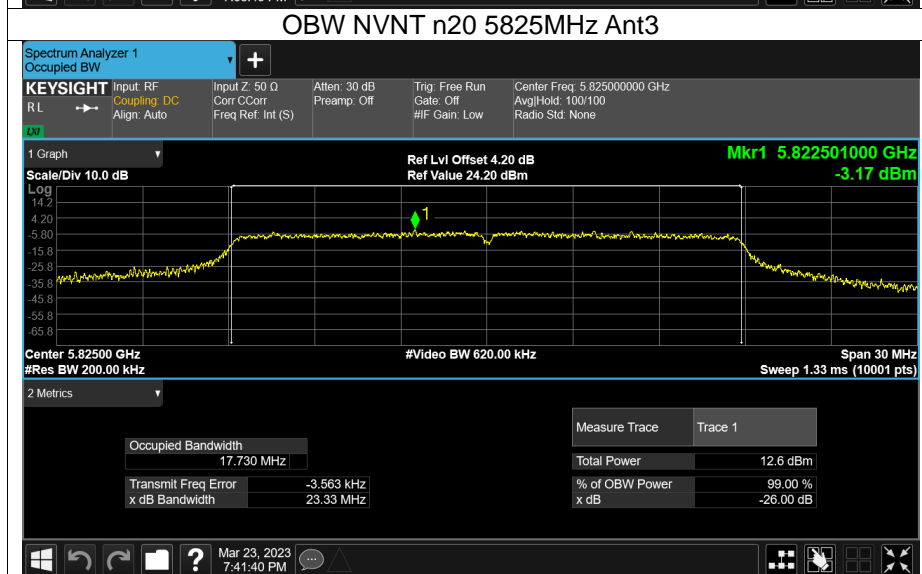 OBW NVNT n20 5825MHz Ant3
Spectrum Analyzer 1
Occupied BW
+
KEYSIGHT Input: RF Input Z: 50 Ω Atten: 30 dB Trig: Free Run Center Freq: 5.825000000 GHz
R L Coupling: DC Corr CCorr Preamp: Off Gate: Off Avg|Hold: 100/100
Align: Auto Freq Ref: Int (S) #IF Gain: Low Radio Std: None
LXI
1 Graph Ref Lvl Offset 4.20 dB Mkr1 5.822501000 GHz
Scale/Div 10.0 dB Ref Value 24.20 dBm -3.17 dBm
Log
14.2
4.20
1
-5.80
-15.8
-25.8
-35.8
-45.8
-55.8
-65.8
Center 5.82500 GHz #Video BW 620.00 kHz Span 30 MHz
#Res BW 200.00 kHz Sweep 1.33 ms (10001 pts)
2 Metrics
Measure Trace Trace 1
Occupied Bandwidth
17.730 MHz Total Power 12.6 dBm
Transmit Freq Error -3.563 kHz % of OBW Power 99.00 %
x dB Bandwidth 23.33 MHz x dB -26.00 dB
? Mar 23, 2023
7:41:40 PM